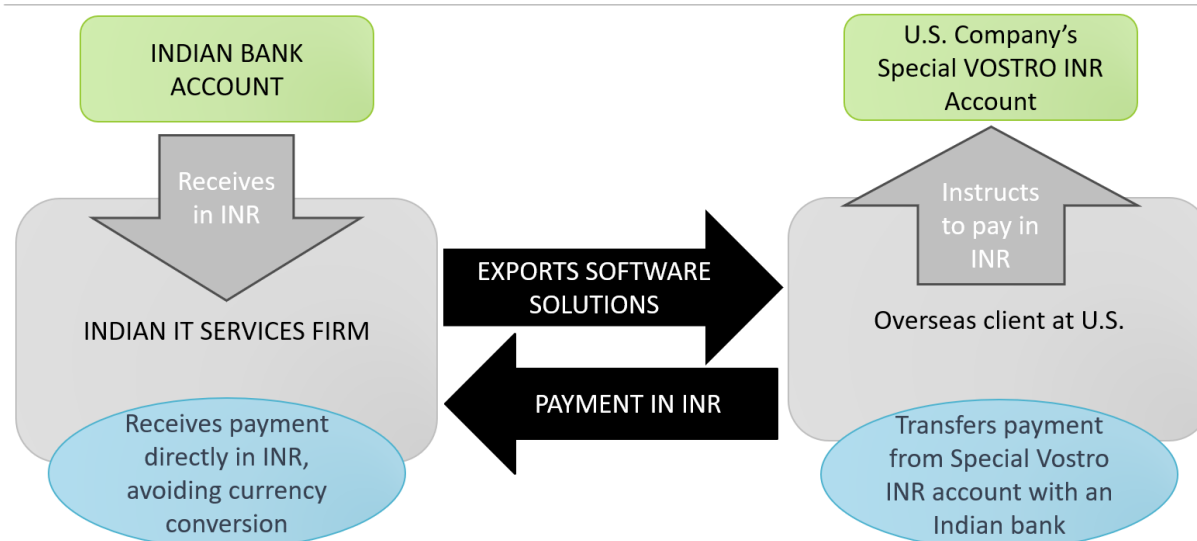 INDIAN BANK
ACCOUNT
U.S. Company’s
Special VOSTRO INR
Account
Receives
in INR
Instructs
to pay in
INR
EXPORTS SOFTWARE
SOLUTIONS
INDIAN IT SERVICES FIRM
Overseas client at U.S.
PAYMENT IN INR
Receives payment
directly in INR,
avoiding currency
conversion
Transfers payment
from Special Vostro
INR account with an
Indian bank